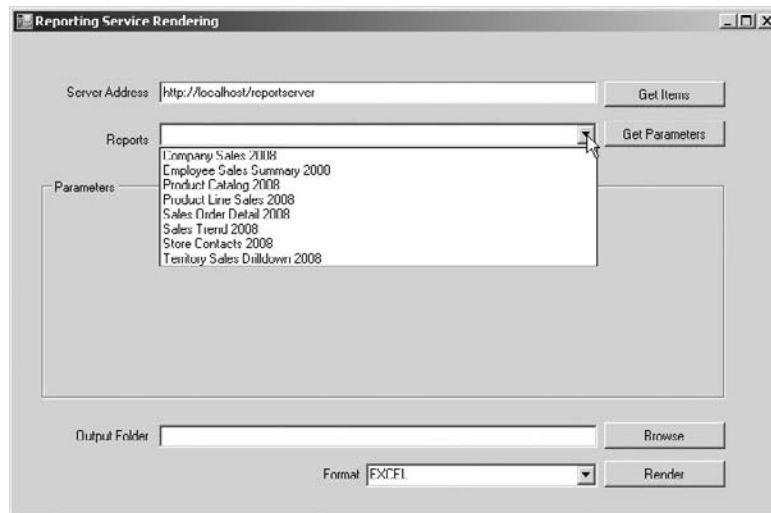 Reporting Service Rendering
Server Address http://localhost/reportserver Get Items
Reports Get Parameters
Company Sales 2008
Employee Sales Summary 2008
Product Catalog 2008
Product Line Sales 2008
Sales Order Detail 2008
Sales Trend 2008
Store Contacts 2008
Territory Sales Drilldown 2008
Parameters
Output Folder Browse
Format EXCEL Render